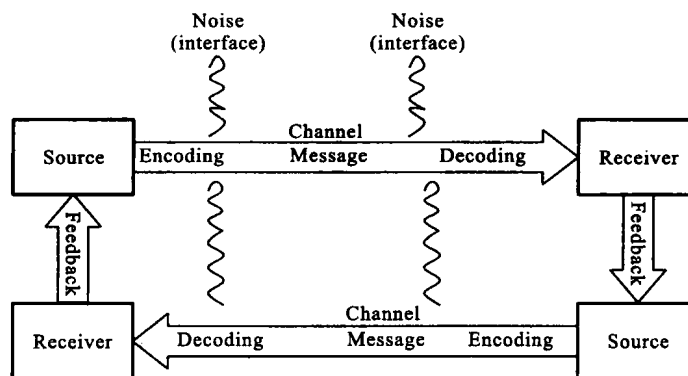 Noise
(interface)
Noise
(interface)
Channel
Source
Encoding Message Decoding
Receiver
Feedback
Feedback
Channel
Receiver
Decoding Message Encoding
Source